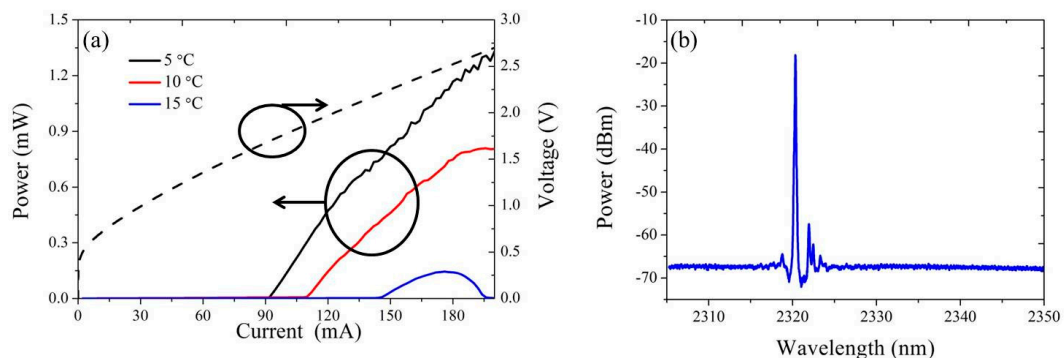 (a)
5 °C
10 °C
15 °C
Power (mW)
1.5
1.2
0.9
0.6
0.3
0.0
Voltage (V)
3.0
2.5
2.0
1.5
1.0
0.5
0.0
0 30 60 90 120 150 180
Current (mA)
(b)
Power (dBm)
-10
-20
-30
-40
-50
-60
-70
2310 2320 2330 2340 2350
Wavelength (nm)